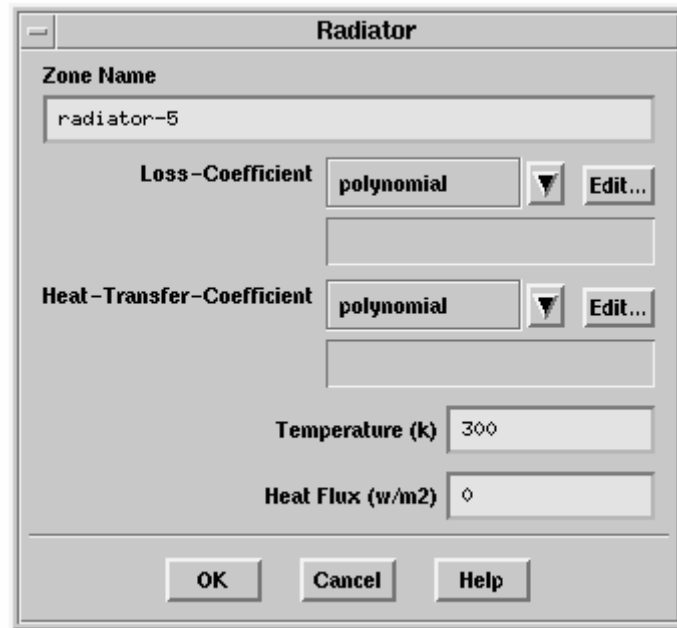 Radiator
Zone Name
radiator-5
Loss-Coefficient polynomial Edit...
Heat-Transfer-Coefficient polynomial Edit...
Temperature (k) 300
Heat Flux (w/m2) 0
OK Cancel Help